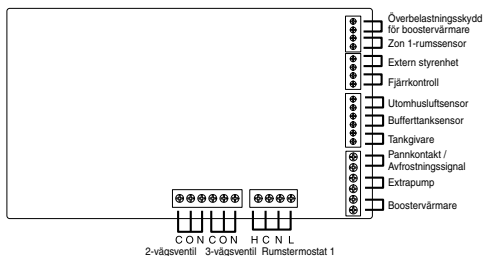 Överbelastningsskydd
för boostervärmare
Zon 1-rumssensor
Extern styrenhet
Fjärrkontroll
Utomhusluftsensor
Bufferttanksensor
Tankgivare
Pannkontakt /
Avfrostningssignal
Extrapump
Boostervärmare
C O N C O N H C N L
2-vägsventil 3-vägsventil Rumstermostat 1